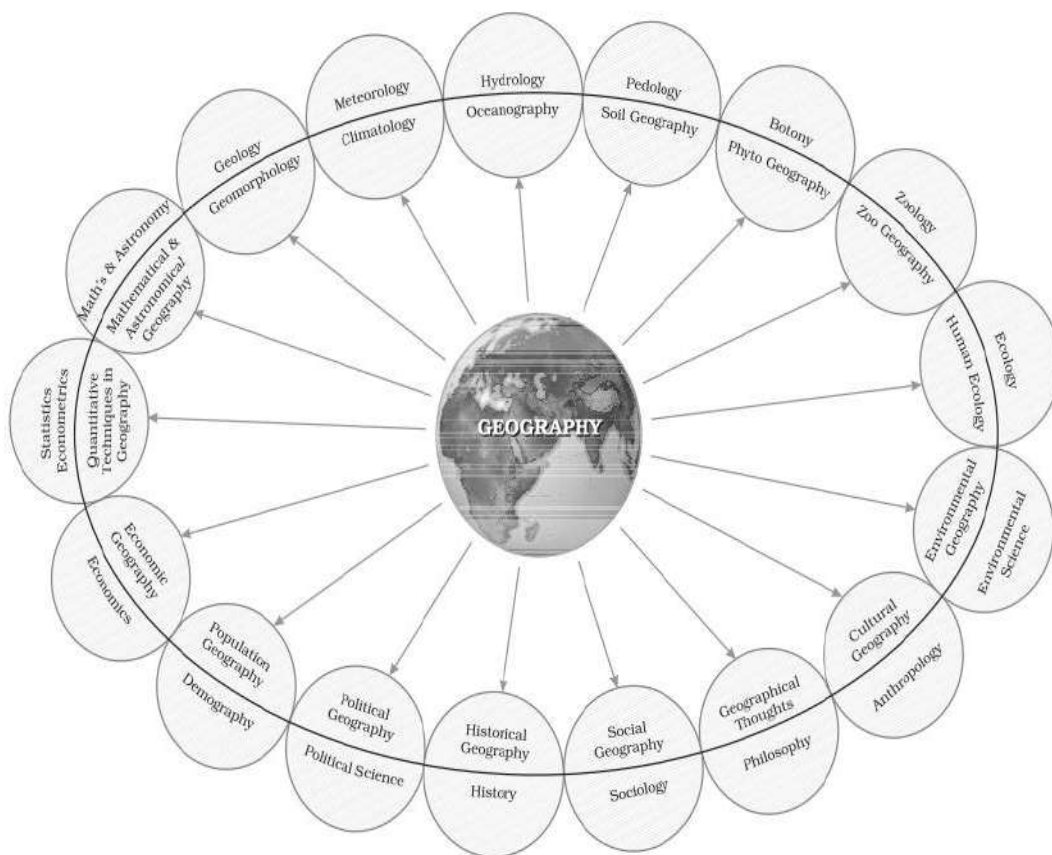 Hydrology
Oceanography
Pedology
Soil Geography
Botony
Phyto Geography
Zoology
Zoo Geography
Ecology
Human Ecology
Environmental
Geography
Environmental
Science
Cultural
Geography
Anthropology
Geographical
Thoughts
Philosophy
Social
Geography
Sociology
Historical
Geography
History
Political
Geography
Political Science
Population
Geography
Demography
Economic
Geography
Economics
Statistics
Econometrics
Quantitative
Techniques in
Geography
Math's & Astronomy
Mathematical &
Astronomical
Geography
Geology
Geomorphology
Meteorology
Climatology
GEOGRAPHY